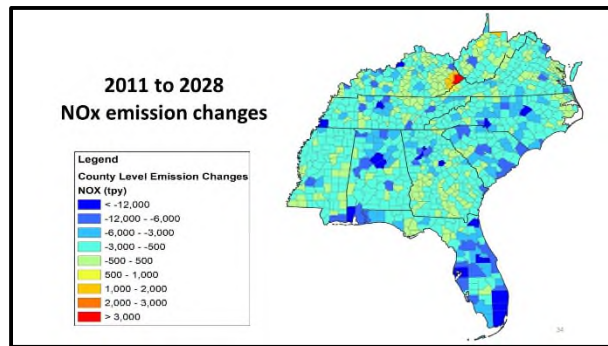 2011 to 2028
NOx emission changes
Legend
County Level Emission Changes
NOX (tpy)
< -12,000
-12,000 - -6,000
-6,000 - -3,000
-3,000 - -500
-500 - 500
500 - 1,000
1,000 - 2,000
2,000 - 3,000
> 3,000
34